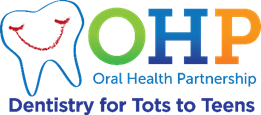 OHP
Oral Health Partnership
Dentistry for Tots to Teens